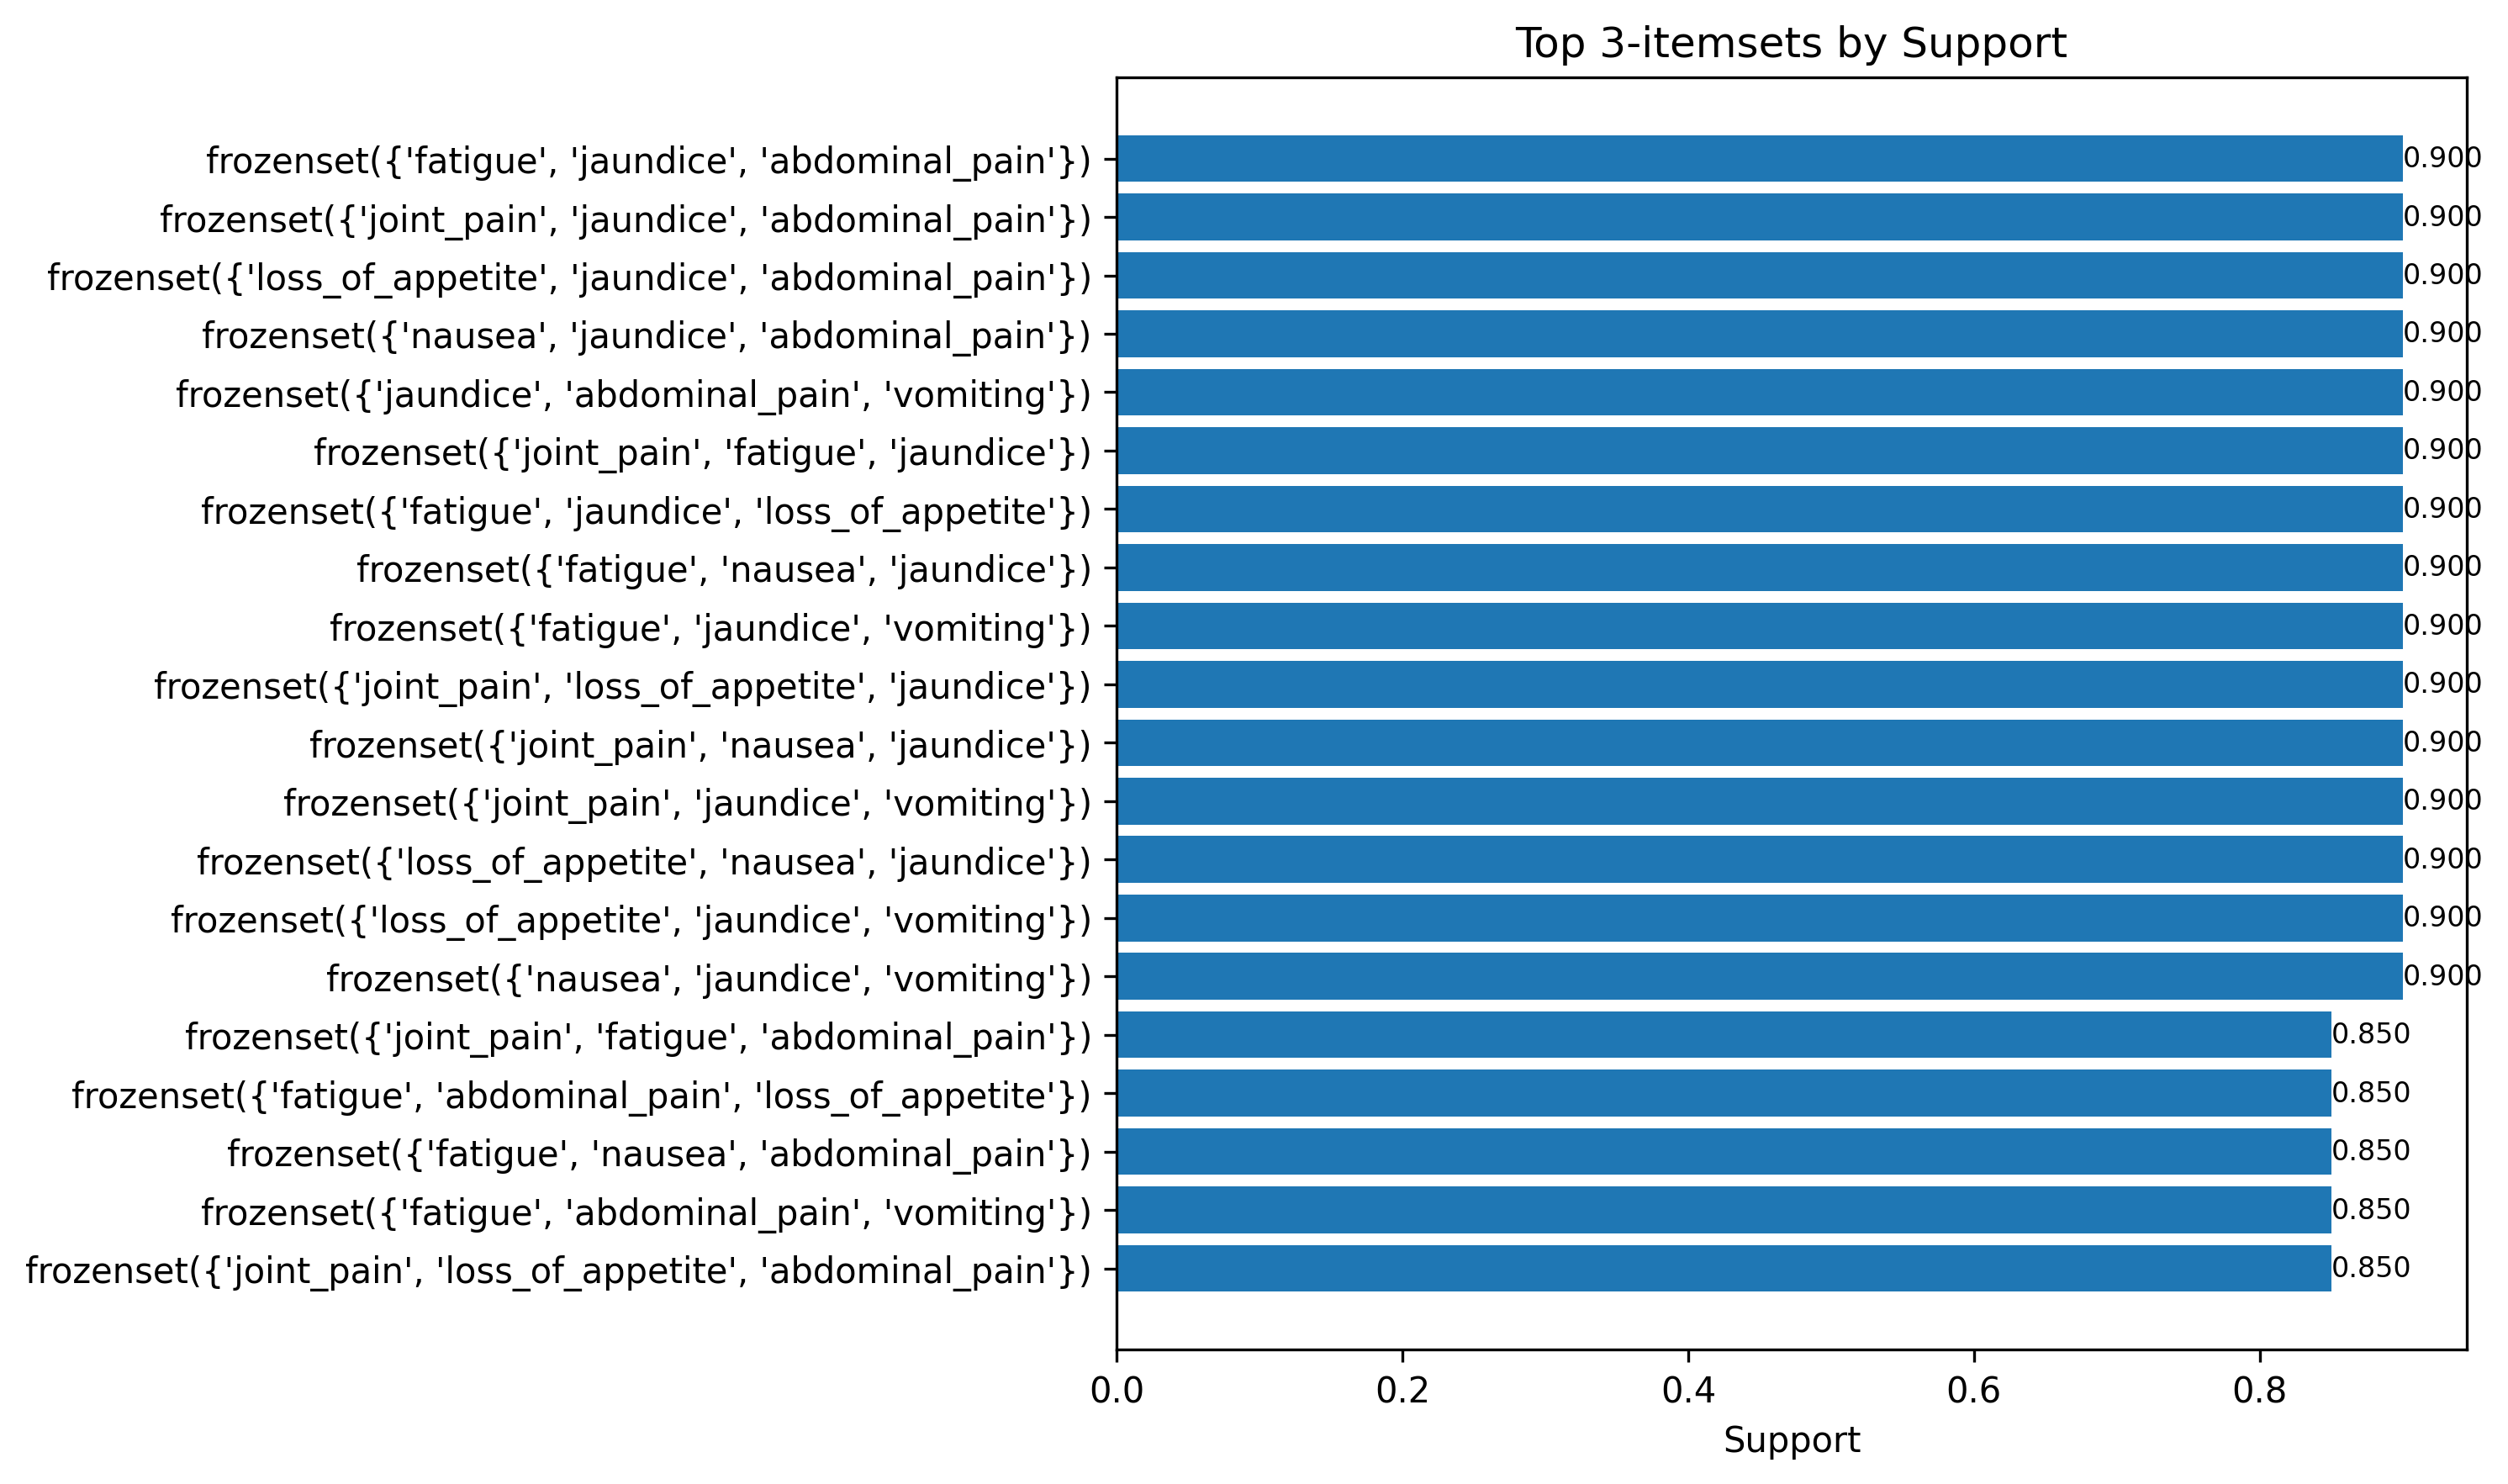 Top 3-itemsets by Support
frozenset({'fatigue', 'jaundice', 'abdominal_pain'}) 0.900
frozenset({'joint_pain', 'jaundice', 'abdominal_pain'}) 0.900
frozenset({'loss_of_appetite', 'jaundice', 'abdominal_pain'}) 0.900
frozenset({'nausea', 'jaundice', 'abdominal_pain'}) 0.900
frozenset({'jaundice', 'abdominal_pain', 'vomiting'}) 0.900
frozenset({'joint_pain', 'fatigue', 'jaundice'}) 0.900
frozenset({'fatigue', 'jaundice', 'loss_of_appetite'}) 0.900
frozenset({'fatigue', 'nausea', 'jaundice'}) 0.900
frozenset({'fatigue', 'jaundice', 'vomiting'}) 0.900
frozenset({'joint_pain', 'loss_of_appetite', 'jaundice'}) 0.900
frozenset({'joint_pain', 'nausea', 'jaundice'}) 0.900
frozenset({'joint_pain', 'jaundice', 'vomiting'}) 0.900
frozenset({'loss_of_appetite', 'nausea', 'jaundice'}) 0.900
frozenset({'loss_of_appetite', 'jaundice', 'vomiting'}) 0.900
frozenset({'nausea', 'jaundice', 'vomiting'}) 0.900
frozenset({'joint_pain', 'fatigue', 'abdominal_pain'}) 0.850
frozenset({'fatigue', 'abdominal_pain', 'loss_of_appetite'}) 0.850
frozenset({'fatigue', 'nausea', 'abdominal_pain'}) 0.850
frozenset({'fatigue', 'abdominal_pain', 'vomiting'}) 0.850
frozenset({'joint_pain', 'loss_of_appetite', 'abdominal_pain'}) 0.850
0.0 0.2 0.4 0.6 0.8
Support